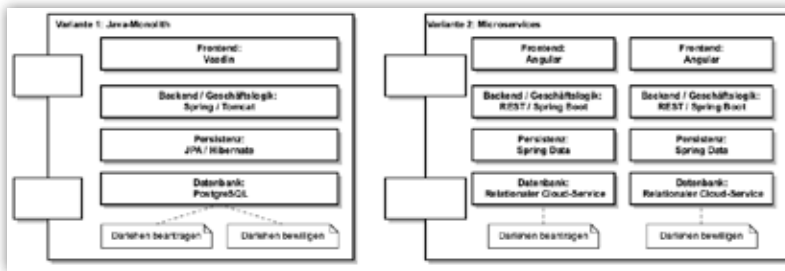 Variante 1: Java-Monolith
Frontend:
Vaadin
Backend / Geschäftslogik:
Spring / Tomcat
Persistenz:
JPA / Hibernate
Datenbank:
PostgreSQL
Darlehen beantragen
Darlehen bewilligen
Variante 2: Microservices
Frontend:
Angular
Backend / Geschäftslogik:
REST / Spring Boot
Persistenz:
Spring Data
Datenbank:
Relationaler Cloud-Service
Darlehen beantragen
Frontend:
Angular
Backend / Geschäftslogik:
REST / Spring Boot
Persistenz:
Spring Data
Datenbank:
Relationaler Cloud-Service
Darlehen bewilligen